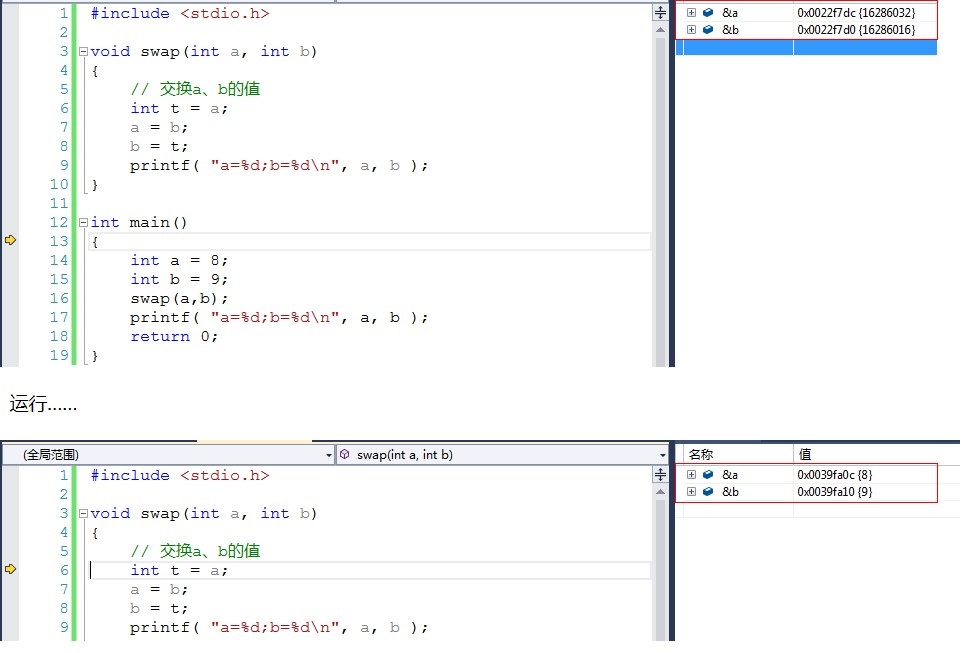 1 #include <stdio.h>
2
3 void swap(int a, int b)
4 {
5 // 交换a、b的值
6 int t = a;
7 a = b;
8 b = t;
9 printf( "a=%d;b=%d\n", a, b );
10 }
11
12 int main()
13 {
14 int a = 8;
15 int b = 9;
16 swap(a,b);
17 printf( "a=%d;b=%d\n", a, b );
18 return 0;
19 }
&a 0x0022f7dc {16286032}
&b 0x0022f7d0 {16286016}
运行......
(全局范围) swap(int a, int b)
1 #include <stdio.h>
2
3 void swap(int a, int b)
4 {
5 // 交换a、b的值
6 int t = a;
7 a = b;
8 b = t;
9 printf( "a=%d;b=%d\n", a, b );
名称 值
&a 0x0039fa0c {8}
&b 0x0039fa10 {9}